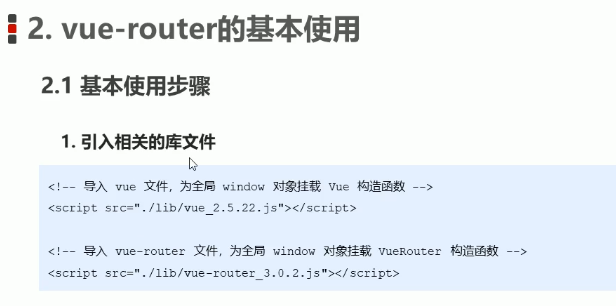 2. vue-router的基本使用
2.1 基本使用步骤
1. 引入相关的库文件
<!-- 导入 vue 文件，为全局 window 对象挂载 Vue 构造函数 -->
<script src="./lib/vue_2.5.22.js"></script>
<!-- 导入 vue-router 文件，为全局 window 对象挂载 VueRouter 构造函数 -->
<script src="./lib/vue-router_3.0.2.js"></script>